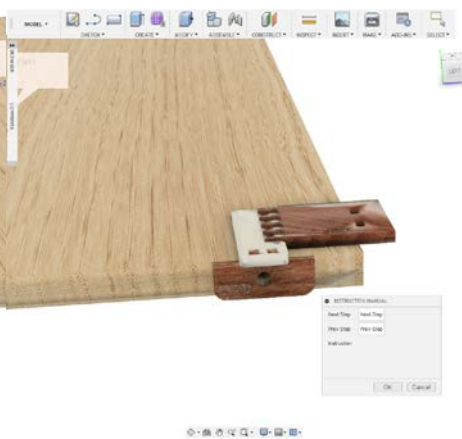 MODEL
SKETCH CREATE MODIFY ASSEMBLE CONSTRUCT INSPECT INSERT MAKE ADD-INS SELECT
LEFT
INSTRUCTION MANUAL
Next Step Next Step
Prev Step Prev Step
Instruction
OK Cancel